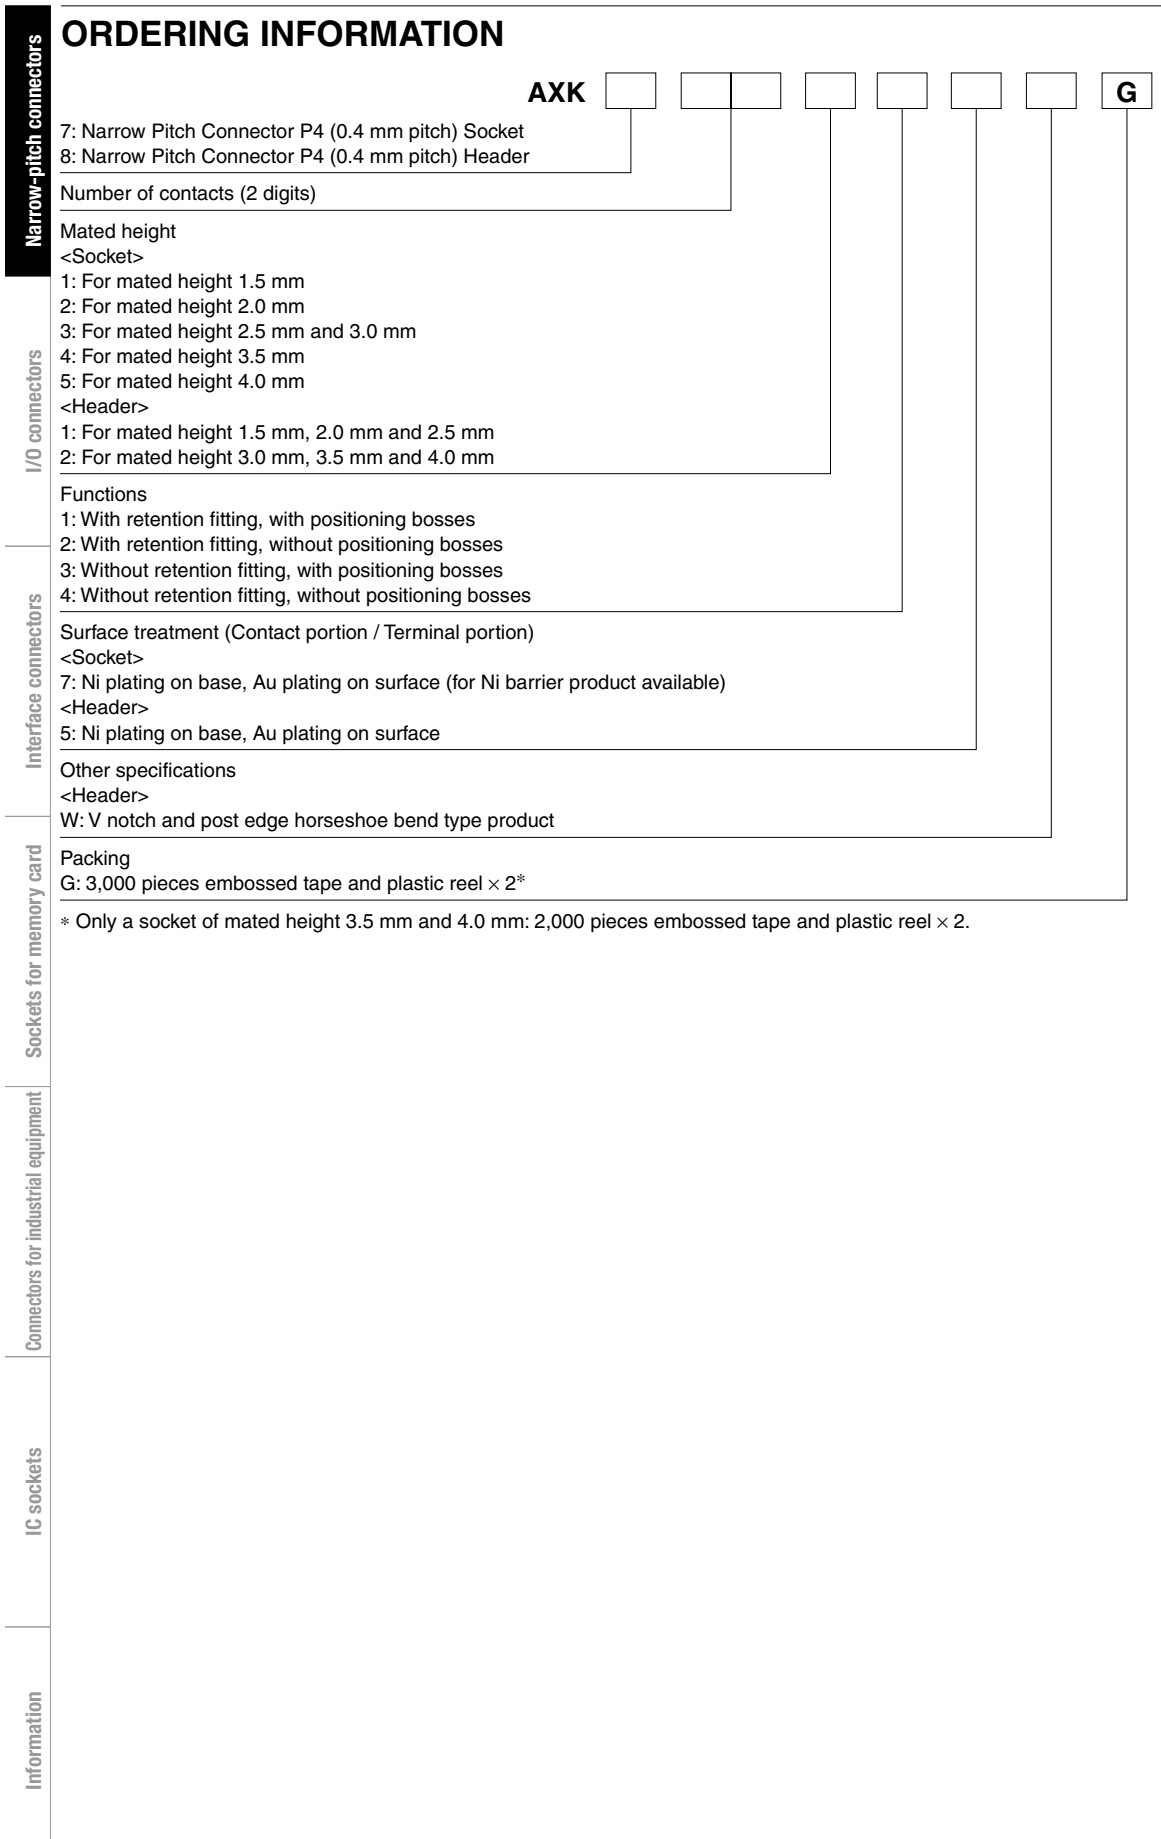 ORDERING INFORMATION
AXK G
7: Narrow Pitch Connector P4 (0.4 mm pitch) Socket
8: Narrow Pitch Connector P4 (0.4 mm pitch) Header
Number of contacts (2 digits)
Mated height
<Socket>
1: For mated height 1.5 mm
2: For mated height 2.0 mm
3: For mated height 2.5 mm and 3.0 mm
4: For mated height 3.5 mm
5: For mated height 4.0 mm
<Header>
1: For mated height 1.5 mm, 2.0 mm and 2.5 mm
2: For mated height 3.0 mm, 3.5 mm and 4.0 mm
Functions
1: With retention fitting, with positioning bosses
2: With retention fitting, without positioning bosses
3: Without retention fitting, with positioning bosses
4: Without retention fitting, without positioning bosses
Surface treatment (Contact portion / Terminal portion)
<Socket>
7: Ni plating on base, Au plating on surface (for Ni barrier product available)
<Header>
5: Ni plating on base, Au plating on surface
Other specifications
<Header>
W: V notch and post edge horseshoe bend type product
Packing
G: 3,000 pieces embossed tape and plastic reel × 2*
* Only a socket of mated height 3.5 mm and 4.0 mm: 2,000 pieces embossed tape and plastic reel × 2.
Narrow-pitch connectors
I/O connectors
Interface connectors
Sockets for memory card
Connectors for industrial equipment
IC sockets
Information